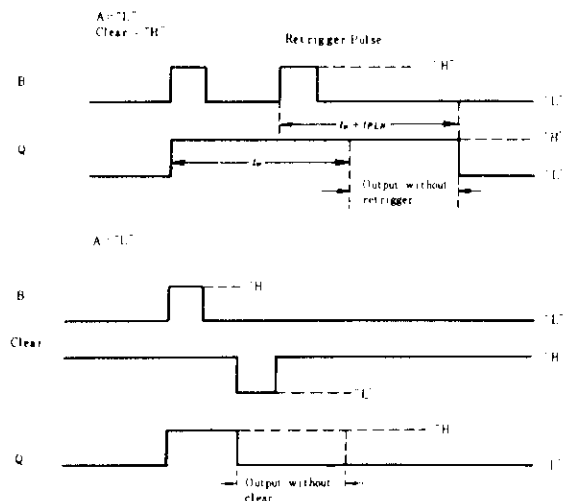 A = "L"
Clear - "H"
Retrigger Pulse
B
"H"
"L"
tw + tPLH
Q
"H"
tw
"L"
Output without
retrigger
A = "L"
B
"H
"L"
Clear
"H
"L"
"H
Q
"L"
Output without
clear